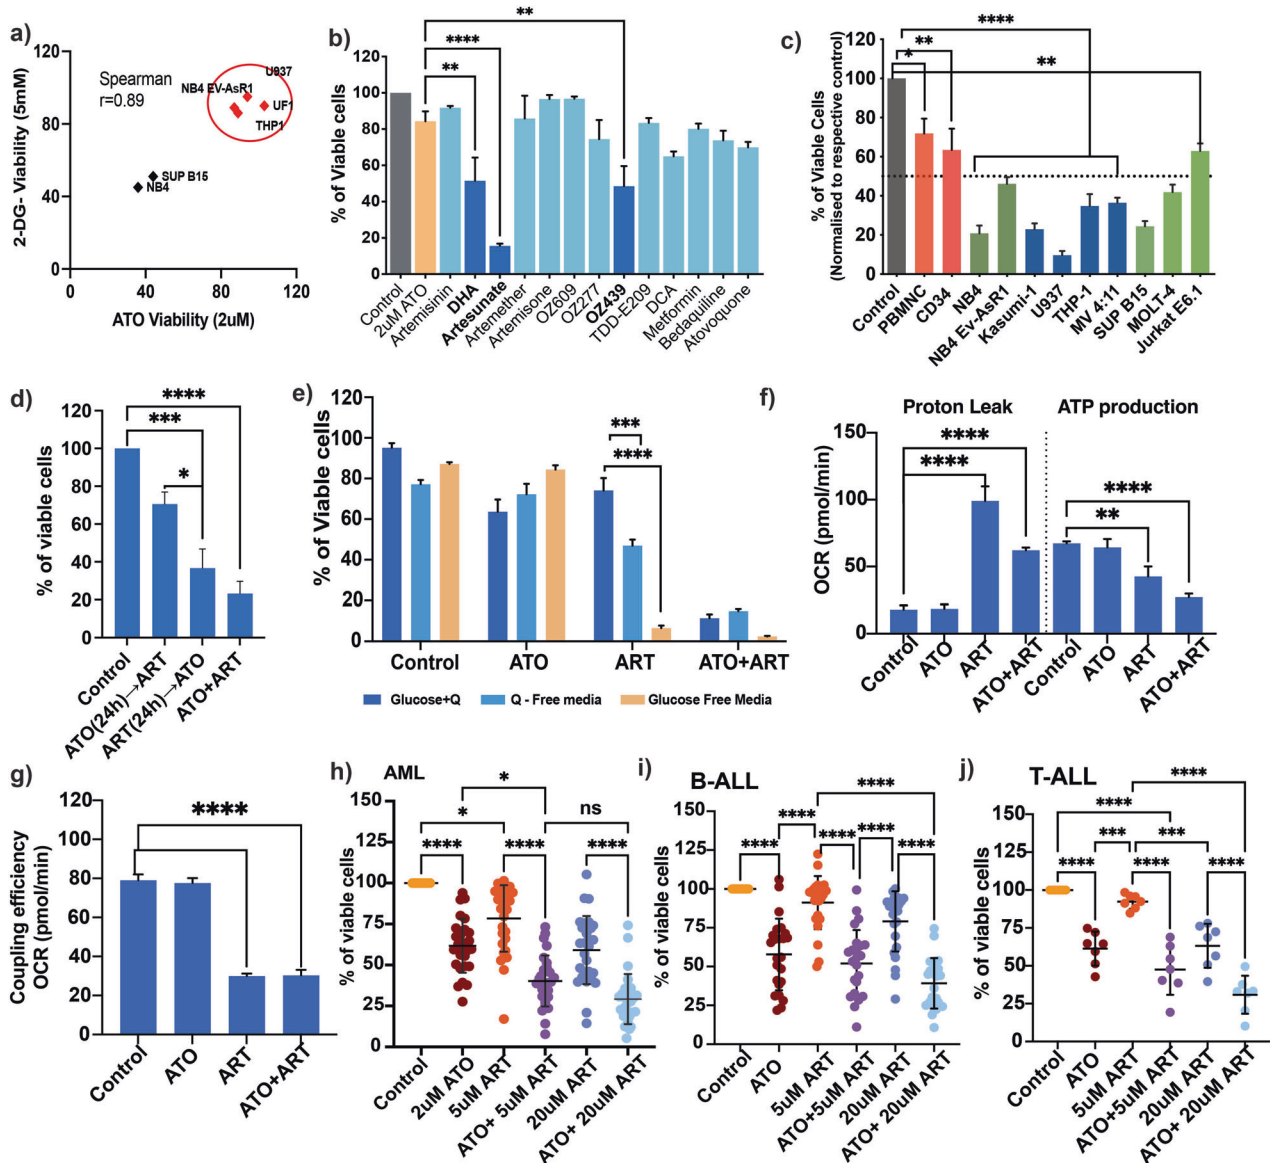 a)
2-DG- Viability (5mM)
120
80
40
0
0 40 80 120
ATO Viability (2uM)
Spearman
r=0.89
U937
NB4 EV-AsR1
UF1
THP1
SUP B15
NB4
b)
% of Viable Cells
120
100
80
60
40
20
0
**
****
**
Control
2uM ATO
Artemisinin
DHA
Artesunate
Artemether
Artemisone
OZ609
OZ277
OZ439
TDD-E209
DCA
Metformin
Bedaquiline
Atovoquone
c)
% of Viable Cells
(Normalised to respective control)
120
100
80
60
40
20
0
****
**
*
**
Control
PBMNC
CD34
NB4
NB4 Ev-AsR1
Kasumi-1
U937
THP-1
MV 4:11
SUP B15
MOLT-4
Jurkat E6.1
d)
% of viable cells
120
100
80
60
40
20
0
****
***
*
Control
ATO(24h)→ART
ART(24h)→ATO
ATO+ART
e)
% of Viable cells
120
100
80
60
40
20
0
***
****
Control ATO ART ATO+ART
Glucose+Q Q - Free media Glucose Free Media
f)
Proton Leak ATP production
OCR (pmol/min)
150
100
50
0
****
****
****
**
Control
ATO
ART
ATO+ART
Control
ATO
ART
ATO+ART
g)
Coupling efficiency
OCR (pmol/min)
120
100
80
60
40
20
0
****
Control
ATO
ART
ATO+ART
h)
AML
% of viable cells
150
125
100
75
50
25
0
*
* ns
**** **** ****
Control
2uM ATO
5uM ART
ATO+ 5uM ART
20uM ART
ATO+ 20uM ART
i)
B-ALL
% of viable cells
150
125
100
75
50
25
0
****
**** ****
**** **** ****
Control
ATO
5uM ART
ATO+5uM ART
20uM ART
ATO+ 20uM ART
j)
T-ALL
% of viable cells
150
125
100
75
50
25
0
****
****
*** ***
**** **** ****
Control
ATO
5uM ART
ATO+5uM ART
20uM ART
ATO+ 20uM ART